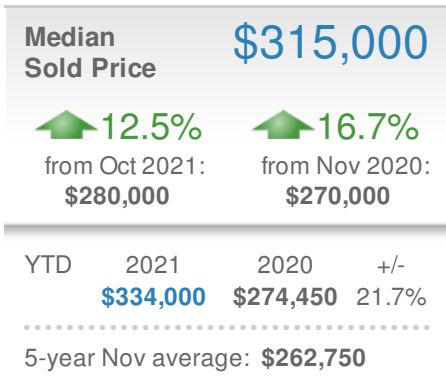 Median
Sold Price
$315,000
12.5%
from Oct 2021:
$280,000
16.7%
from Nov 2020:
$270,000
YTD 2021 2020 +/-
$334,000 $274,450 21.7%
5-year Nov average: $262,750